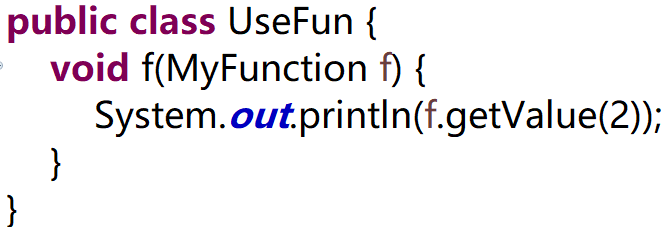 public class UseFun {
    void f(MyFunction f) {
        System.out.println(f.getValue(2));
    }
}